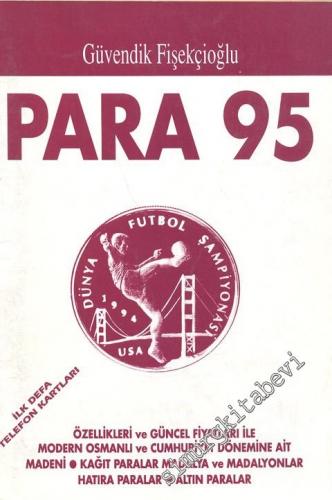 Güvendik Fişekçioğlu
PARA 95
DÜNYA FUTBOL ŞAMPİYONASI
1994
USA
İLK DEFA
TELEFON KARTLARI
ÖZELLİKLERİ ve GÜNCEL FİYATLARI İLE
MODERN OSMANLI ve CUMHURİYET DÖNEMİNE AİT
MADENİ ● KAĞIT PARALAR MADALYA ve MADALYONLAR
HATIRA PARALAR ● ALTIN PARALAR
simurgkitabevi